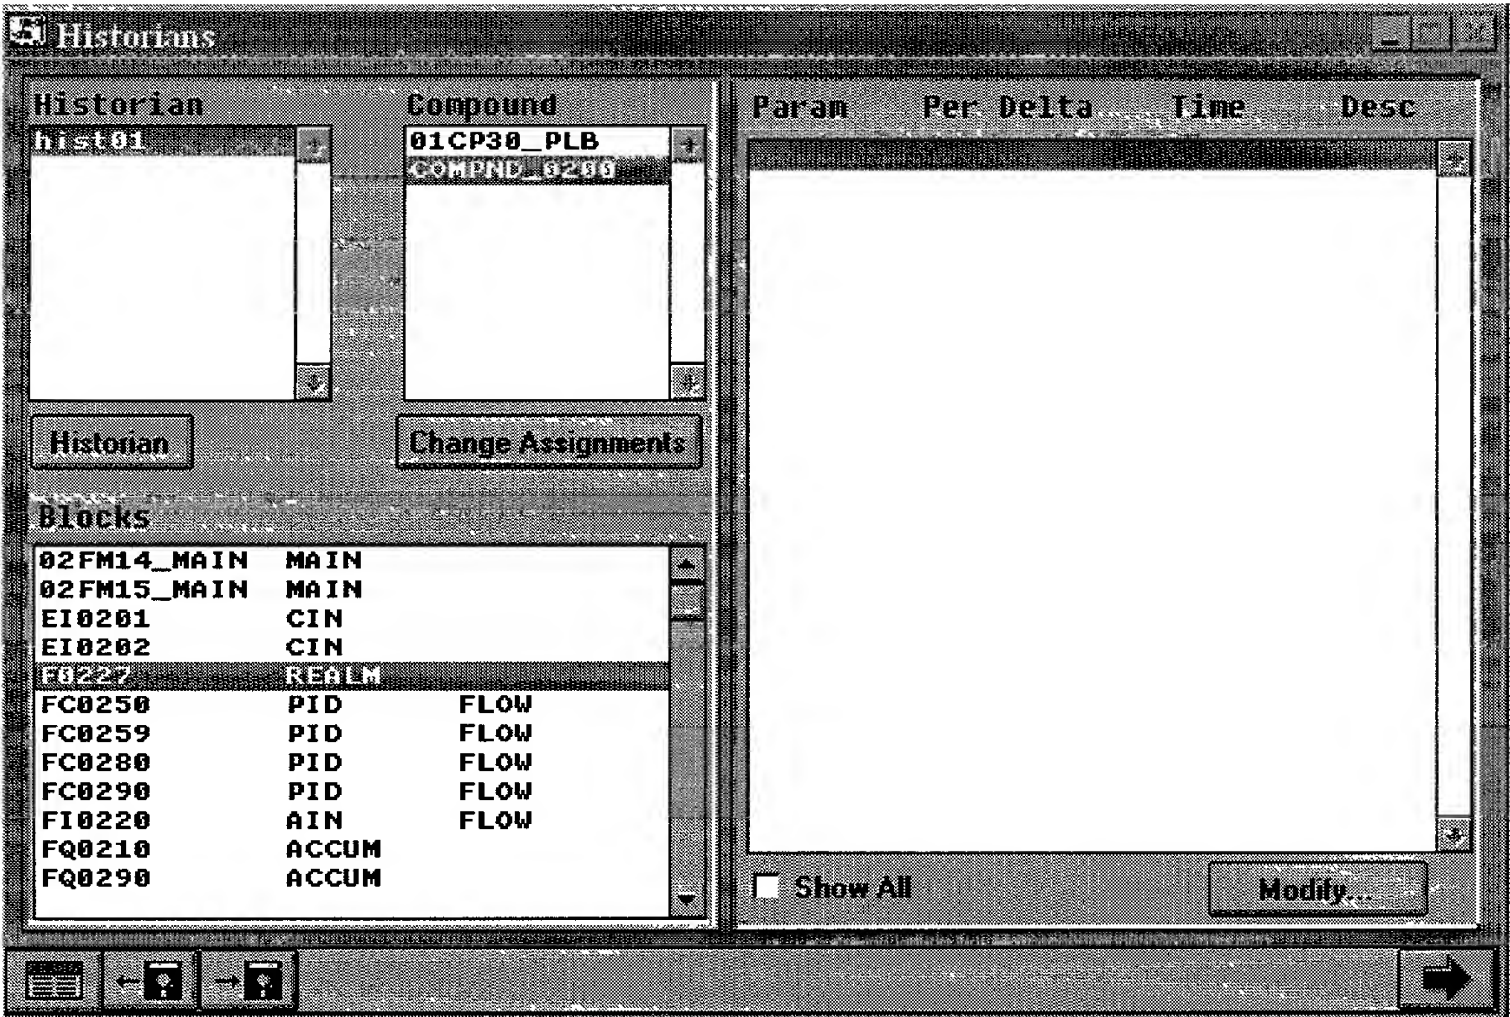 Historians
Historian
hist01
Historian
Compound
01CP30_PLB
COMPND_0200
Change Assignments
Blocks
02FM14_MAIN MAIN
02FM15_MAIN MAIN
EI0201 CIN
EI0202 CIN
F0227 REALM
FC0250 PID FLOW
FC0259 PID FLOW
FC0280 PID FLOW
FC0290 PID FLOW
FI0220 AIN FLOW
FQ0210 ACCUM
FQ0290 ACCUM
Param Per Delta Time Desc
Show All
Modify...